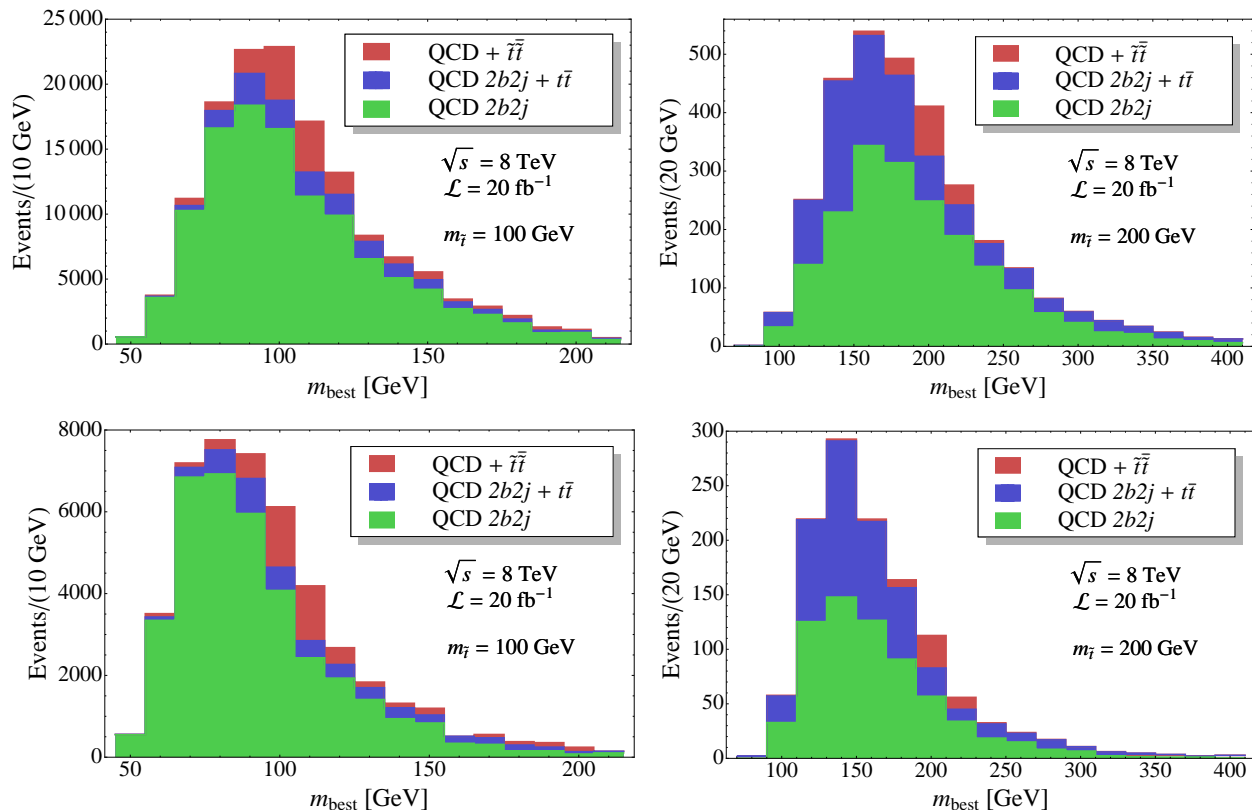 25 000
20 000
15 000
10 000
5000
0
Events/(10 GeV)
QCD + t̃t̃̄
QCD 2b2j + tt̄
QCD 2b2j
√s = 8 TeV
ℒ = 20 fb⁻¹
m_t̃ = 100 GeV
50 100 150 200
m_best [GeV]
500
400
300
200
100
0
Events/(20 GeV)
QCD + t̃t̃̄
QCD 2b2j + tt̄
QCD 2b2j
√s = 8 TeV
ℒ = 20 fb⁻¹
m_t̃ = 200 GeV
100 150 200 250 300 350 400
m_best [GeV]
8000
6000
4000
2000
0
Events/(10 GeV)
QCD + t̃t̃̄
QCD 2b2j + tt̄
QCD 2b2j
√s = 8 TeV
ℒ = 20 fb⁻¹
m_t̃ = 100 GeV
50 100 150 200
m_best [GeV]
300
250
200
150
100
50
0
Events/(20 GeV)
QCD + t̃t̃̄
QCD 2b2j + tt̄
QCD 2b2j
√s = 8 TeV
ℒ = 20 fb⁻¹
m_t̃ = 200 GeV
100 150 200 250 300 350 400
m_best [GeV]